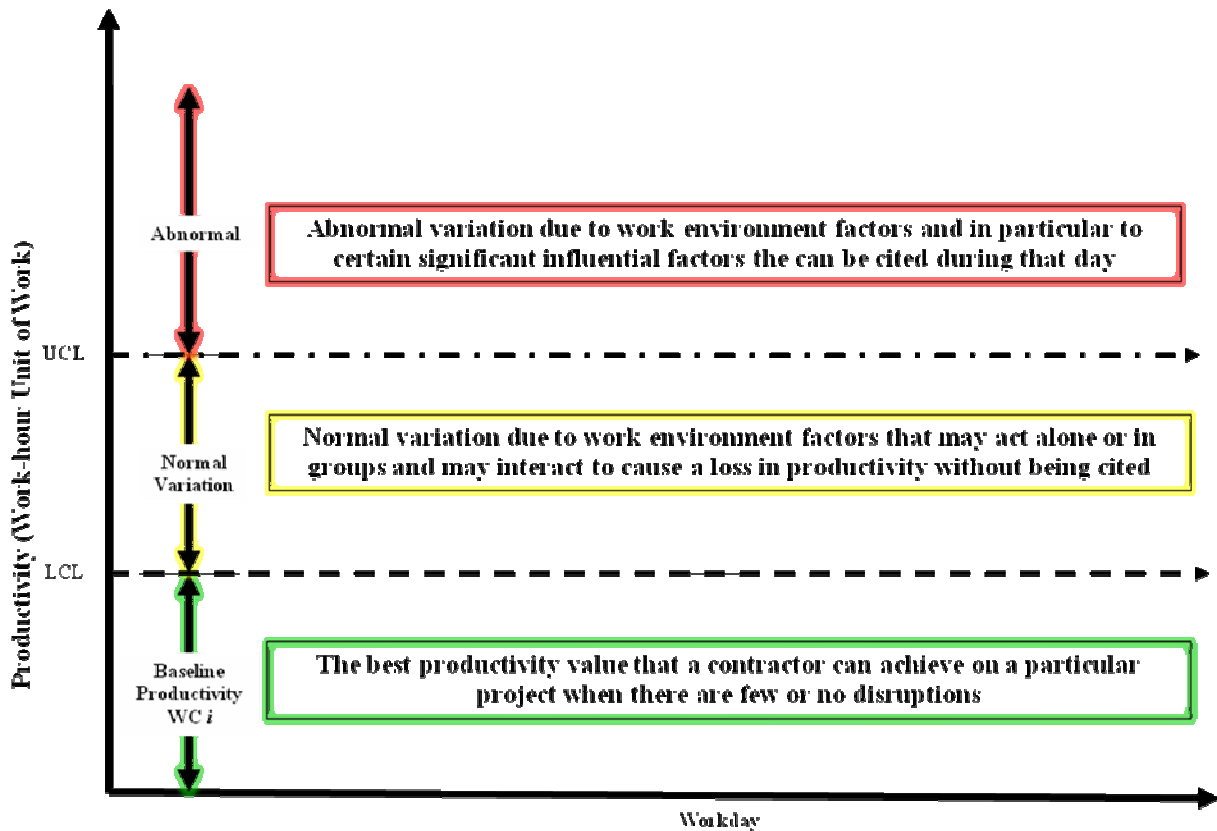 Productivity (Work-hour Unit of Work)
Abnormal
Abnormal variation due to work environment factors and in particular to
certain significant influential factors the can be cited during that day
UCL
Normal
Variation
Normal variation due to work environment factors that may act alone or in
groups and may interact to cause a loss in productivity without being cited
LCL
Baseline
Productivity
WC i
The best productivity value that a contractor can achieve on a particular
project when there are few or no disruptions
Workday